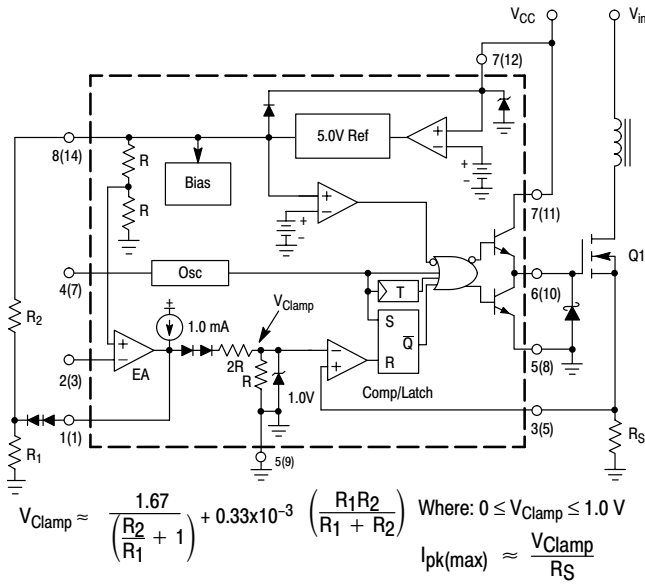 VCC
Vin
7(12)
5.0V Ref
+
−
+
−
8(14)
R
Bias
R
+
−
+
−
7(11)
Q1
4(7)
Osc
6(10)
T
VClamp
S
Q̅
R
+
1.0 mA
R2
+
−
EA
2R
R
1.0V
−
+
Comp/Latch
5(8)
2(3)
1(1)
3(5)
R1
5(9)
RS
VClamp ≈ 1.67 / (R2/R1 + 1) + 0.33x10−3 (R1R2 / R1 + R2) Where: 0 ≤ VClamp ≤ 1.0 V
Ipk(max) ≈ VClamp / RS